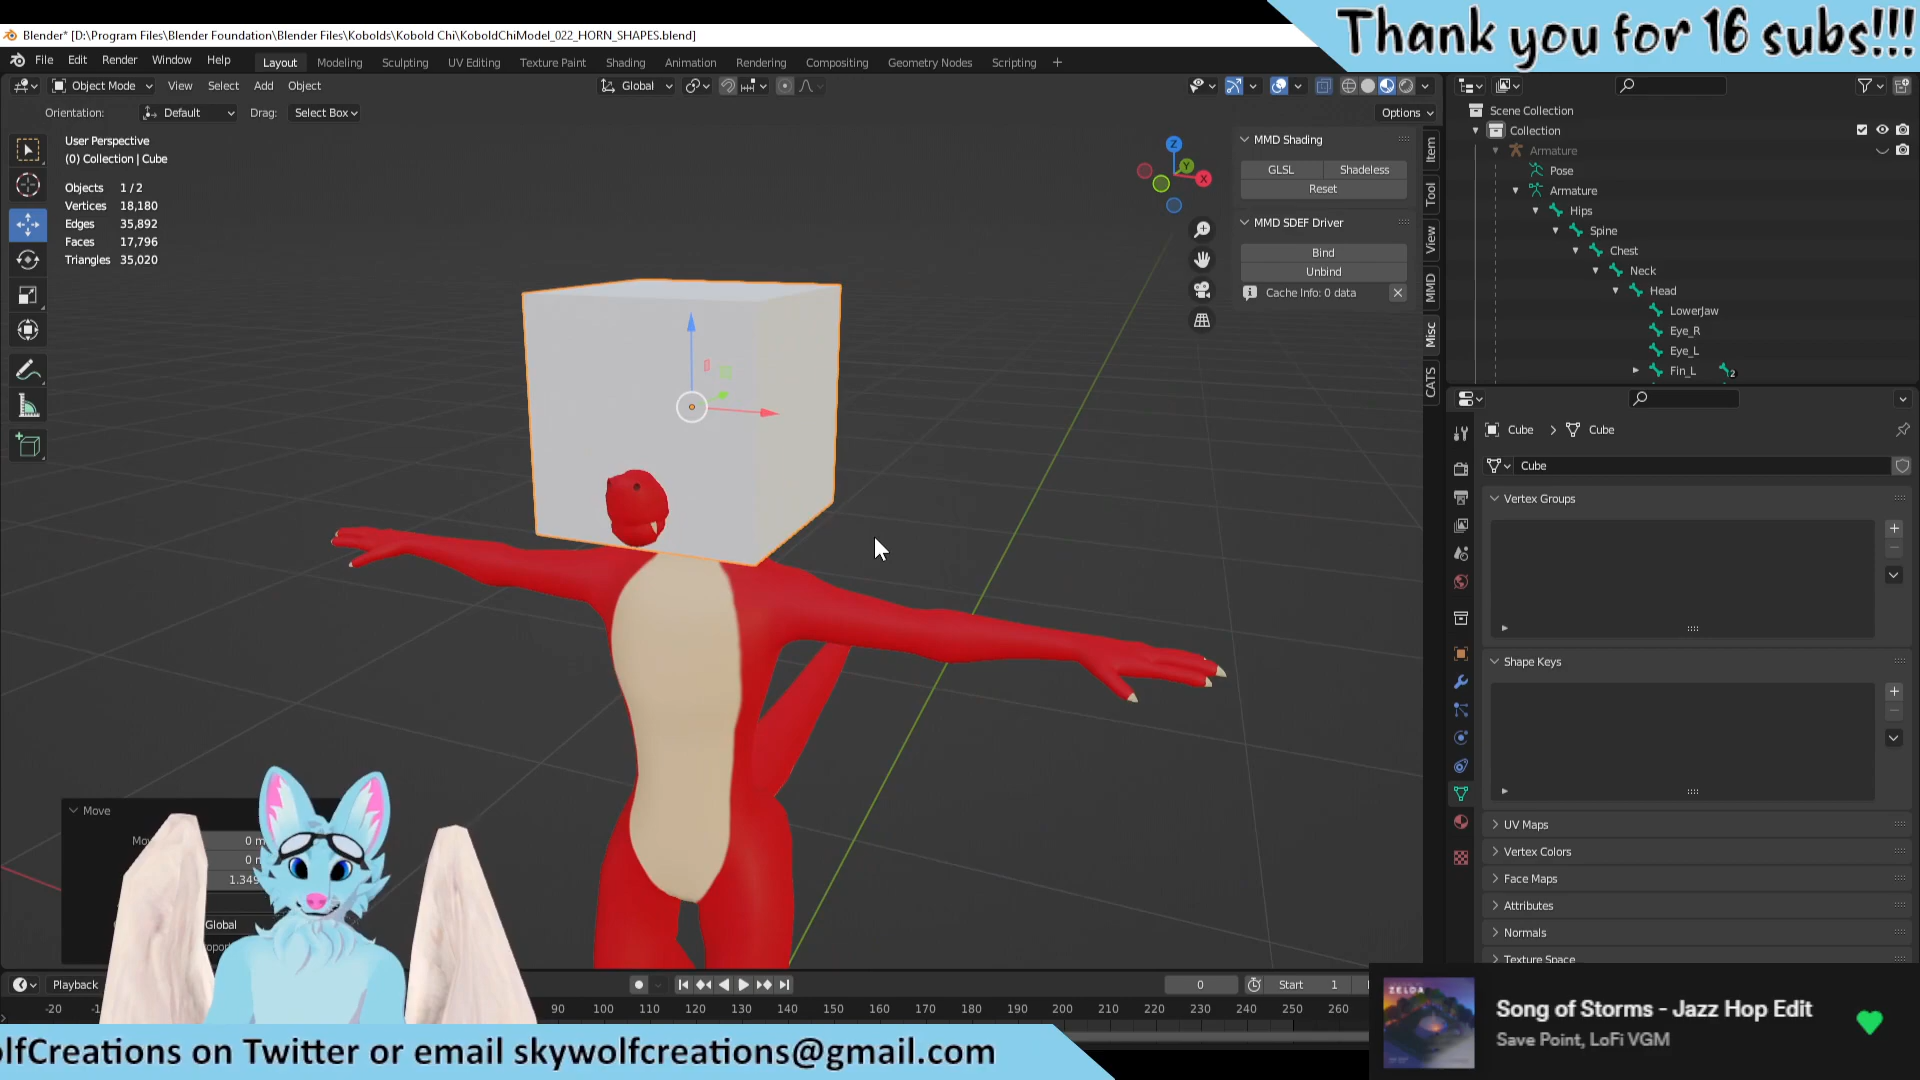 Blender* [D:\Program Files\Blender Foundation\Blender Files\Kobolds\Kobold Chi\KoboldChiModel_022_HORN_SHAPES.blend]
Thank you for 16 subs!!!
File Edit Render Window Help Layout Modeling Sculpting UV Editing Texture Paint Shading Animation Rendering Compositing Geometry Nodes Scripting +
Object Mode View Select Add Object Global
Orientation: Default Drag: Select Box Options
User Perspective
(0) Collection | Cube
Objects 1 / 2
Vertices 18,180
Edges 35,892
Faces 17,796
Triangles 35,020
Z
Y
X
MMD Shading
GLSL Shadeless
Reset
MMD SDEF Driver
Bind
Unbind
Cache Info: 0 data
Item
Tool
View
MMD
Misc
CATS
Scene Collection
Collection
Armature
Pose
Armature
Hips
Spine
Chest
Neck
Head
LowerJaw
Eye_R
Eye_L
Fin_L 2
Cube > Cube
Cube
Vertex Groups
Shape Keys
UV Maps
Vertex Colors
Face Maps
Attributes
Normals
Texture Space
Move
0 m
0 m
1.349
Global
Playback
0 Start 1
-20 90 100 110 120 130 140 150 160 170 180 190 200 210 220 230 240 250 260
ZELDA
Song of Storms - Jazz Hop Edit
Save Point, LoFi VGM
olfCreations on Twitter or email skywolfcreations@gmail.com